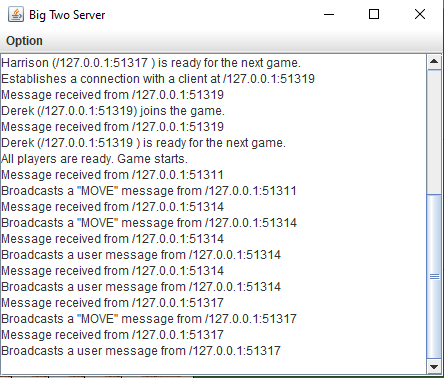 Big Two Server
Option
Harrison (/127.0.0.1:51317 ) is ready for the next game.
Establishes a connection with a client at /127.0.0.1:51319
Message received from /127.0.0.1:51319
Derek (/127.0.0.1:51319) joins the game.
Message received from /127.0.0.1:51319
Derek (/127.0.0.1:51319 ) is ready for the next game.
All players are ready. Game starts.
Message received from /127.0.0.1:51311
Broadcasts a "MOVE" message from /127.0.0.1:51311
Message received from /127.0.0.1:51314
Broadcasts a "MOVE" message from /127.0.0.1:51314
Message received from /127.0.0.1:51314
Broadcasts a user message from /127.0.0.1:51314
Message received from /127.0.0.1:51314
Broadcasts a user message from /127.0.0.1:51314
Message received from /127.0.0.1:51317
Broadcasts a "MOVE" message from /127.0.0.1:51317
Message received from /127.0.0.1:51317
Broadcasts a user message from /127.0.0.1:51317